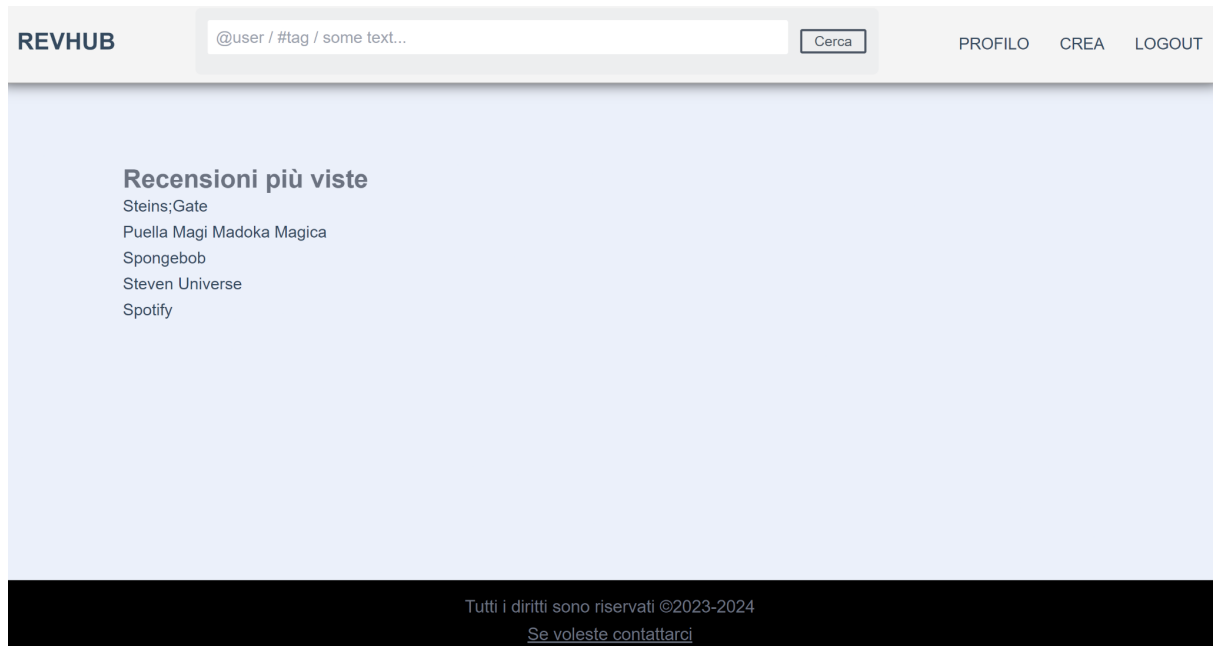 REVHUB
@user / #tag / some text...
Cerca
PROFILO CREA LOGOUT
Recensioni più viste
Steins;Gate
Puella Magi Madoka Magica
Spongebob
Steven Universe
Spotify
Tutti i diritti sono riservati ©2023-2024
Se voleste contattarci